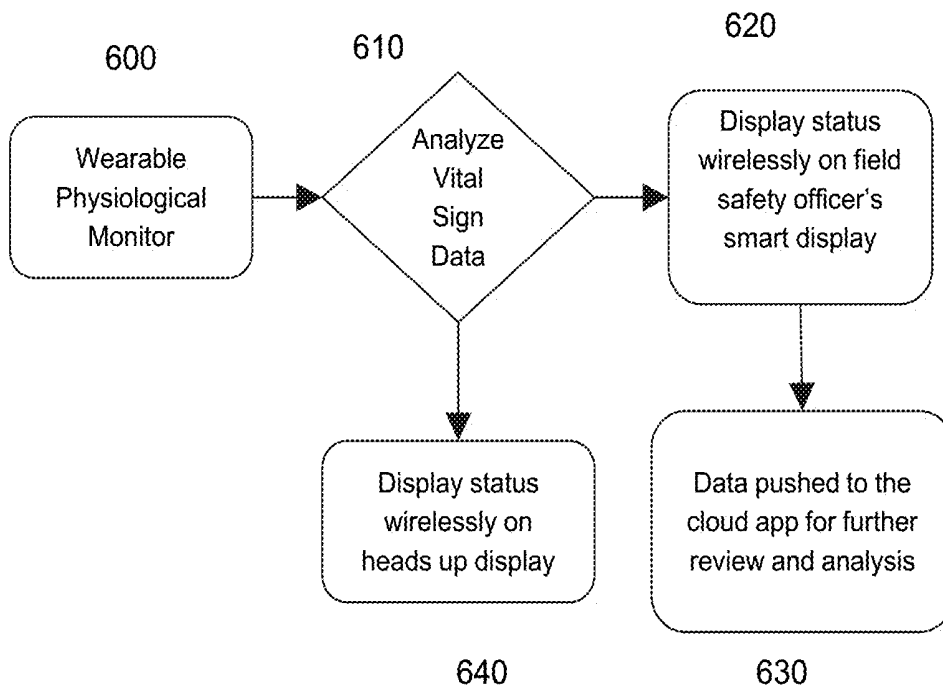 600
610
620
Wearable
Physiological
Monitor
Analyze
Vital
Sign
Data
Display status
wirelessly on field
safety officer's
smart display
Display status
wirelessly on
heads up display
Data pushed to the
cloud app for further
review and analysis
640
630